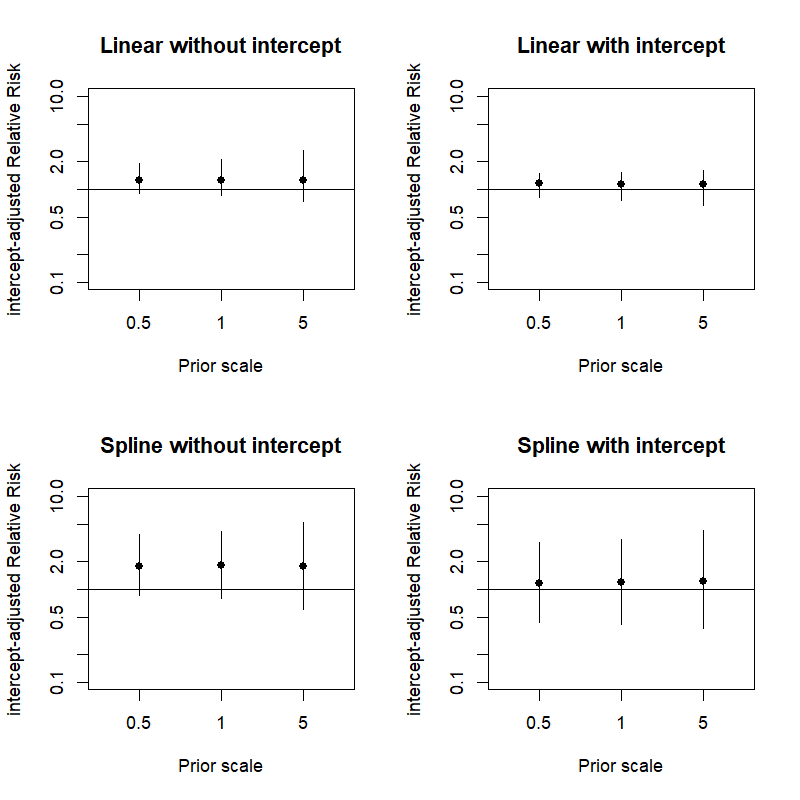 Linear without intercept
intercept-adjusted Relative Risk
10.0
2.0
0.5
0.1
0.5 1 5
Prior scale
Linear with intercept
intercept-adjusted Relative Risk
10.0
2.0
0.5
0.1
0.5 1 5
Prior scale
Spline without intercept
intercept-adjusted Relative Risk
10.0
2.0
0.5
0.1
0.5 1 5
Prior scale
Spline with intercept
intercept-adjusted Relative Risk
10.0
2.0
0.5
0.1
0.5 1 5
Prior scale